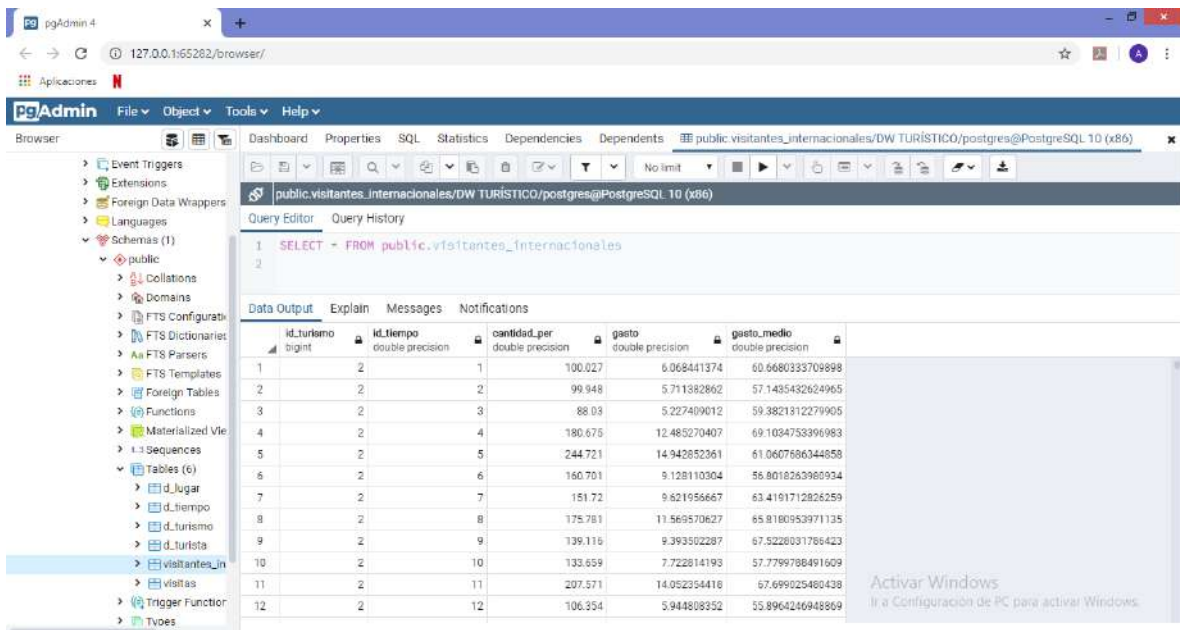 pgAdmin 4
127.0.0.1:65282/browser/
Aplicaciones
A
pgAdmin File Object Tools Help
Browser
Dashboard Properties SQL Statistics Dependencies Dependents public.visitantes_internacionales/DW TURÍSTICO/postgres@PostgreSQL 10 (x86)
No limit
public.visitantes_internacionales/DW TURÍSTICO/postgres@PostgreSQL 10 (x86)
Query Editor Query History
1 SELECT * FROM public.visitantes_internacionales
2
Event Triggers
Extensions
Foreign Data Wrappers
Languages
Schemas (1)
public
Collations
Domains
FTS Configurati
FTS Dictionaries
FTS Parsers
FTS Templates
Foreign Tables
Functions
Materialized Vie
Sequences
Tables (6)
d_lugar
d_tiempo
d_turismo
d_turista
visitantes_in
visitas
Trigger Function
Types
Data Output Explain Messages Notifications
id_turismo id_tiempo cantidad_per gasto gasto_medio
bigint double precision double precision double precision double precision
1 2 1 100.027 6.068441374 60.6680333709898
2 2 2 99.948 5.711382862 57.1435432624965
3 2 3 88.03 5.227409012 59.3821312279905
4 2 4 180.675 12.485270407 69.1034753396983
5 2 5 244.721 14.942852361 61.0607686344858
6 2 6 160.701 9.128110304 56.8018263980934
7 2 7 151.72 9.621956667 63.4191712826259
8 2 8 175.781 11.569570627 65.8180953971135
9 2 9 139.116 9.393502287 67.5228031786423
10 2 10 133.659 7.722814193 57.7799788491609
11 2 11 207.571 14.052354418 67.699025480438
12 2 12 106.354 5.944808352 55.8964246948869
Activar Windows
Ir a Configuración de PC para activar Windows.